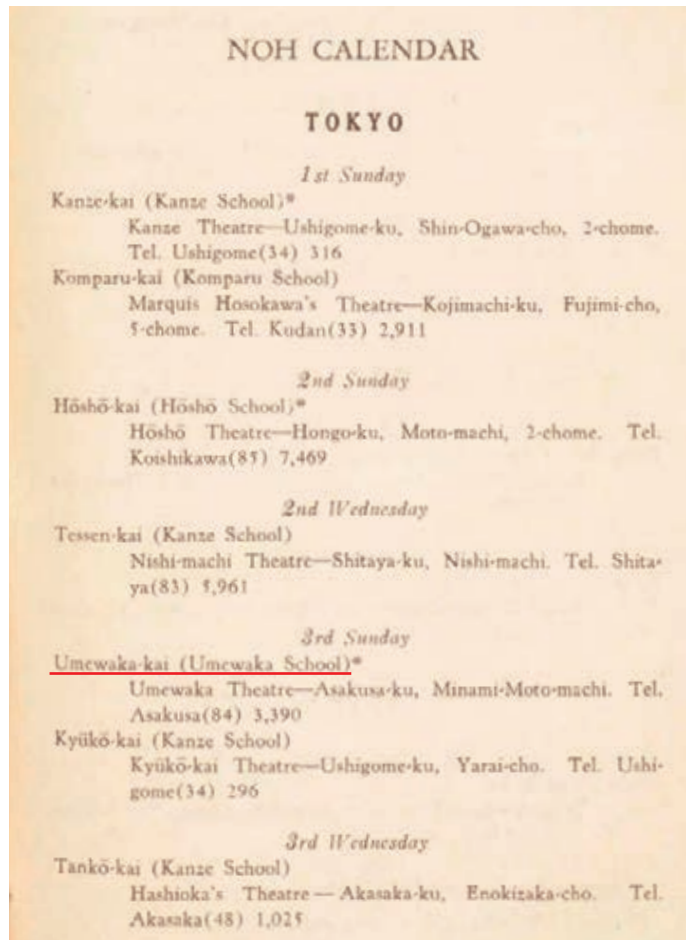 NOH CALENDAR
TOKYO
1st Sunday
Kanze-kai (Kanze School)*
Kanze Theatre—Ushigome-ku, Shin-Ogawa-cho, 2-chome.
Tel. Ushigome(34) 316
Komparu-kai (Komparu School)
Marquis Hosokawa's Theatre—Kojimachi-ku, Fujimi-cho,
5-chome. Tel. Kudan(33) 2,911
2nd Sunday
Hōshō-kai (Hōshō School)*
Hōshō Theatre—Hongo-ku, Moto-machi, 2-chome. Tel.
Koishikawa(85) 7,469
2nd Wednesday
Tessen-kai (Kanze School)
Nishi-machi Theatre—Shitaya-ku, Nishi-machi. Tel. Shita-
ya(83) 5,961
3rd Sunday
Umewaka-kai (Umewaka School)*
Umewaka Theatre—Asakusa-ku, Minami-Moto-machi. Tel.
Asakusa(84) 3,390
Kyūkō-kai (Kanze School)
Kyūkō-kai Theatre—Ushigome-ku, Yarai-cho. Tel. Ushi-
gome(34) 296
3rd Wednesday
Tankō-kai (Kanze School)
Hashioka's Theatre — Akasaka-ku, Enokizaka-cho. Tel.
Akasaka(48) 1,025